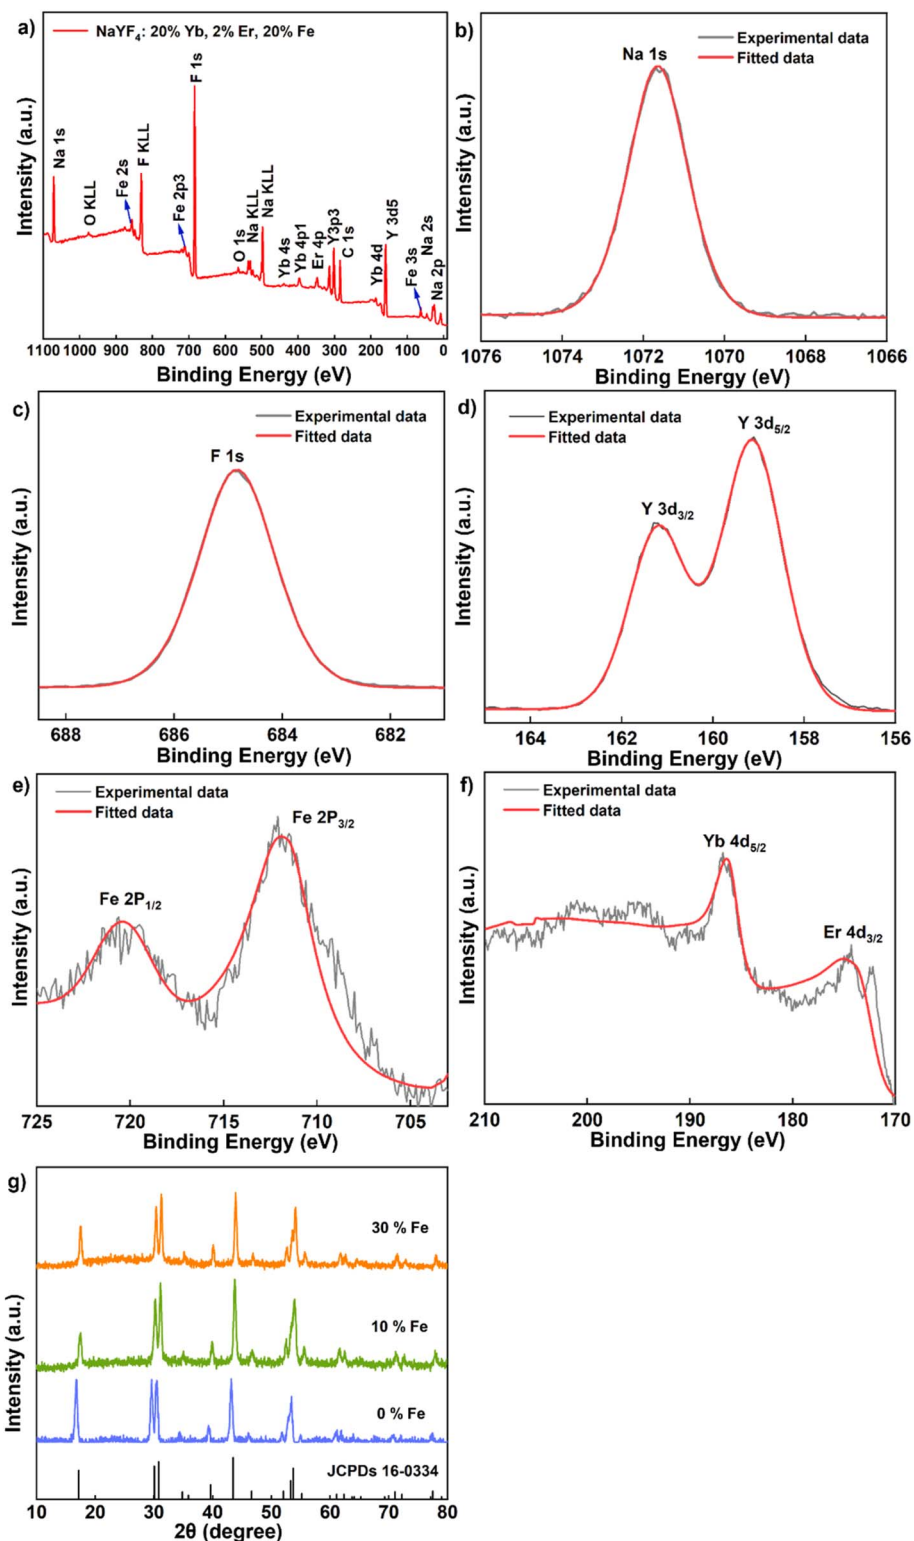 a)
NaYF₄: 20% Yb, 2% Er, 20% Fe
Intensity (a.u.)
Na 1s
O KLL
Fe 2s
F KLL
Fe 2p3
F 1s
O 1s
Na KLL
Na KLL
Yb 4s
Yb 4p1
Er 4p
Y3p3
C 1s
Yb 4d
Y 3d5
Fe 3s
Na 2s
Na 2p
1100 1000 900 800 700 600 500 400 300 200 100 0
Binding Energy (eV)
b)
Experimental data
Fitted data
Na 1s
Intensity (a.u.)
1076 1074 1072 1070 1068 1066
Binding Energy (eV)
c)
Experimental data
Fitted data
F 1s
Intensity (a.u.)
688 686 684 682
Binding Energy (eV)
d)
Experimental data
Fitted data
Y 3d₅/₂
Y 3d₃/₂
Intensity (a.u.)
164 162 160 158 156
Binding Energy (eV)
e)
Experimental data
Fitted data
Fe 2P₃/₂
Fe 2P₁/₂
Intensity (a.u.)
725 720 715 710 705
Binding Energy (eV)
f)
Experimental data
Fitted data
Yb 4d₅/₂
Er 4d₃/₂
Intensity (a.u.)
210 200 190 180 170
Binding Energy (eV)
g)
30 % Fe
10 % Fe
0 % Fe
JCPDs 16-0334
Intensity (a.u.)
10 20 30 40 50 60 70 80
2θ (degree)